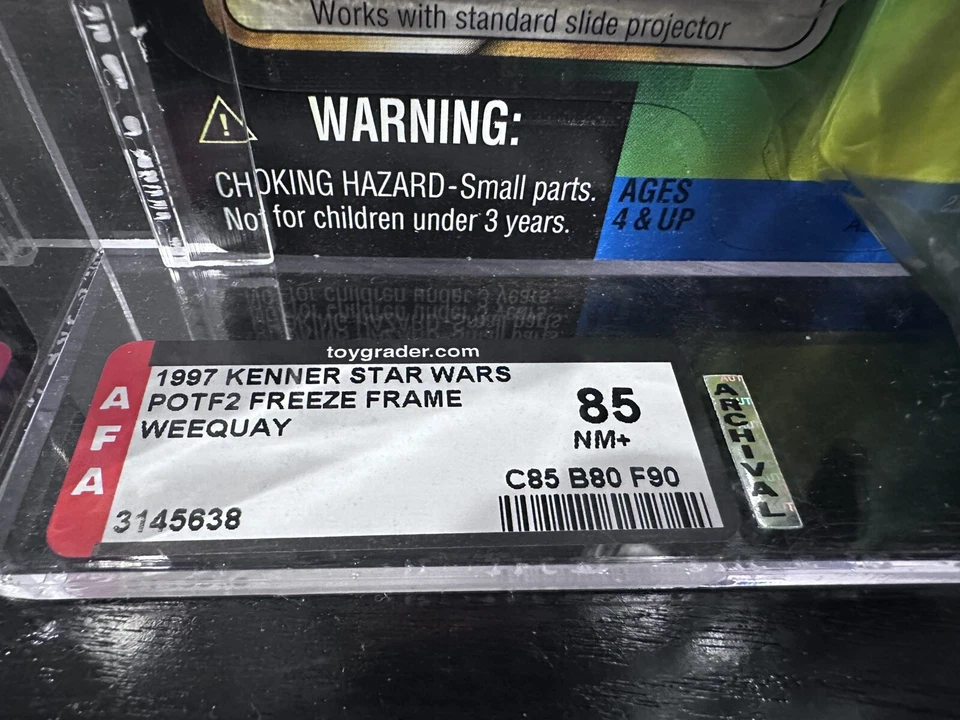 Works with standard slide projector
WARNING:
CHOKING HAZARD-Small parts.
Not for children under 3 years.
AGES
4 & UP
toygrader.com
AFA
1997 KENNER STAR WARS
POTF2 FREEZE FRAME
WEEQUAY
85
NM+
C85 B80 F90
3145638
ARCHIVAL